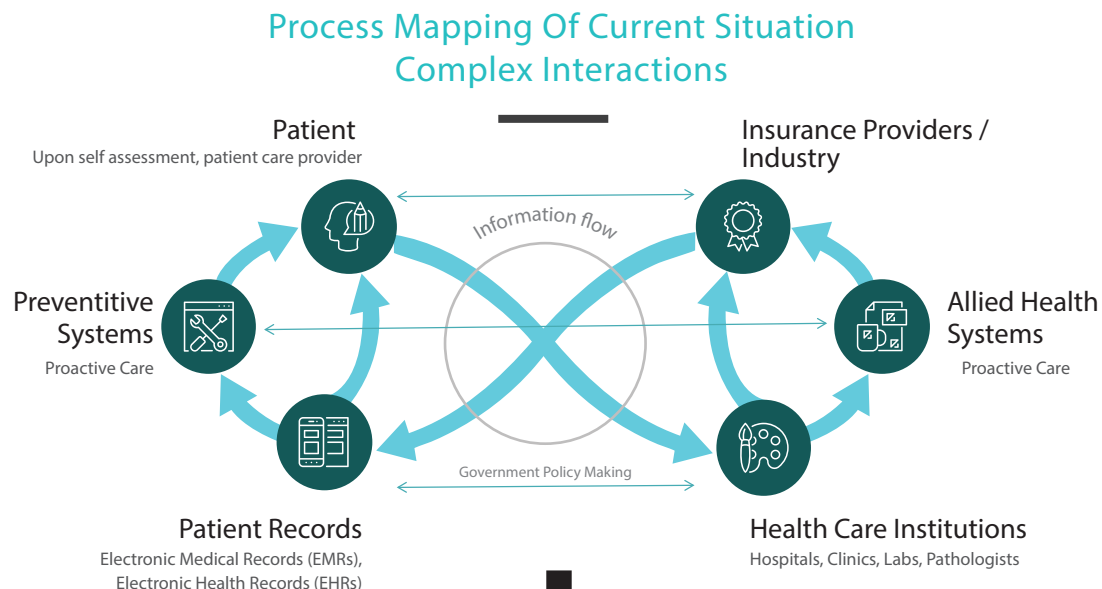 Process Mapping Of Current Situation
Complex Interactions
Patient
Upon self assessment, patient care provider
Insurance Providers /
Industry
Information flow
Preventitive
Systems
Proactive Care
Allied Health
Systems
Proactive Care
Government Policy Making
Patient Records
Electronic Medical Records (EMRs),
Electronic Health Records (EHRs)
Health Care Institutions
Hospitals, Clinics, Labs, Pathologists